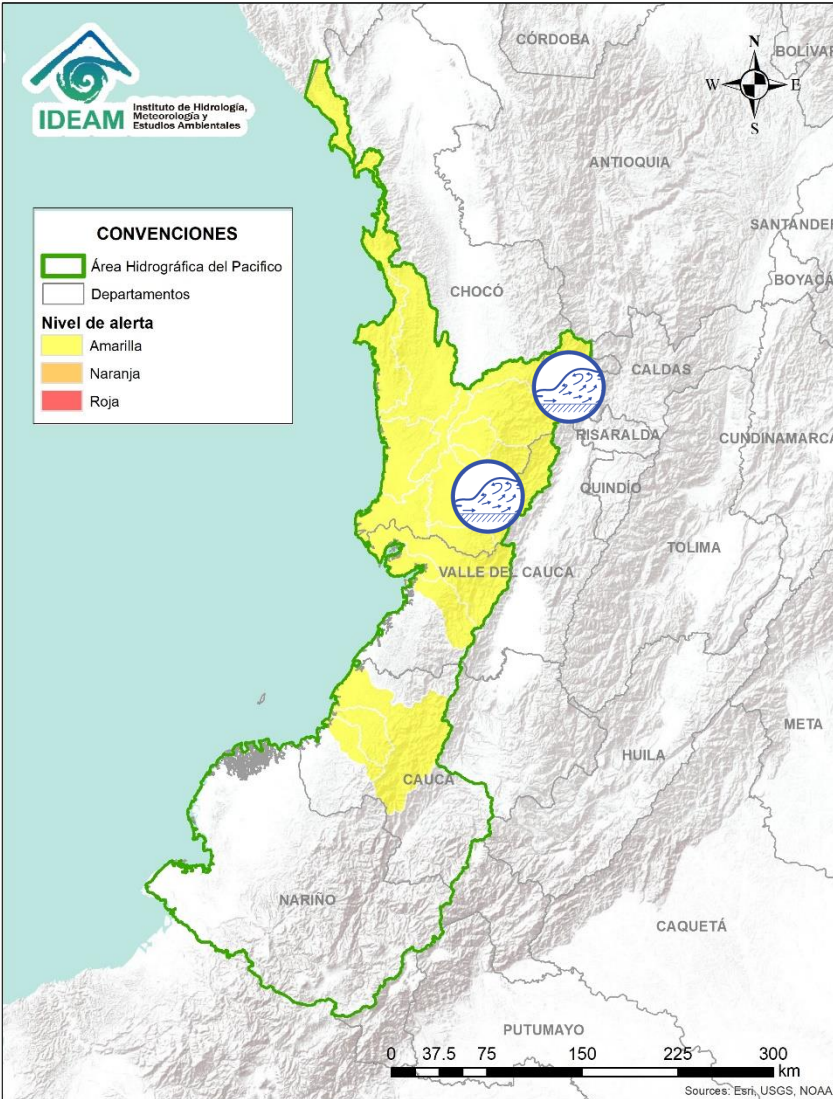 IDEAM
Instituto de Hidrología,
Meteorología y
Estudios Ambientales
CÓRDOBA
BOLÍVAR
N
W
E
S
ANTIOQUIA
SANTANDER
BOYACÁ
CONVENCIONES
Área Hidrográfica del Pacifico
Departamentos
Nivel de alerta
Amarilla
Naranja
Roja
CHOCÓ
CALDAS
RISARALDA
CUNDINAMARCA
QUINDÍO
TOLIMA
VALLE DEL CAUCA
META
HUILA
CAUCA
NARIÑO
CAQUETÁ
PUTUMAYO
0 37.5 75 150 225 300
km
Sources: Esri, USGS, NOAA